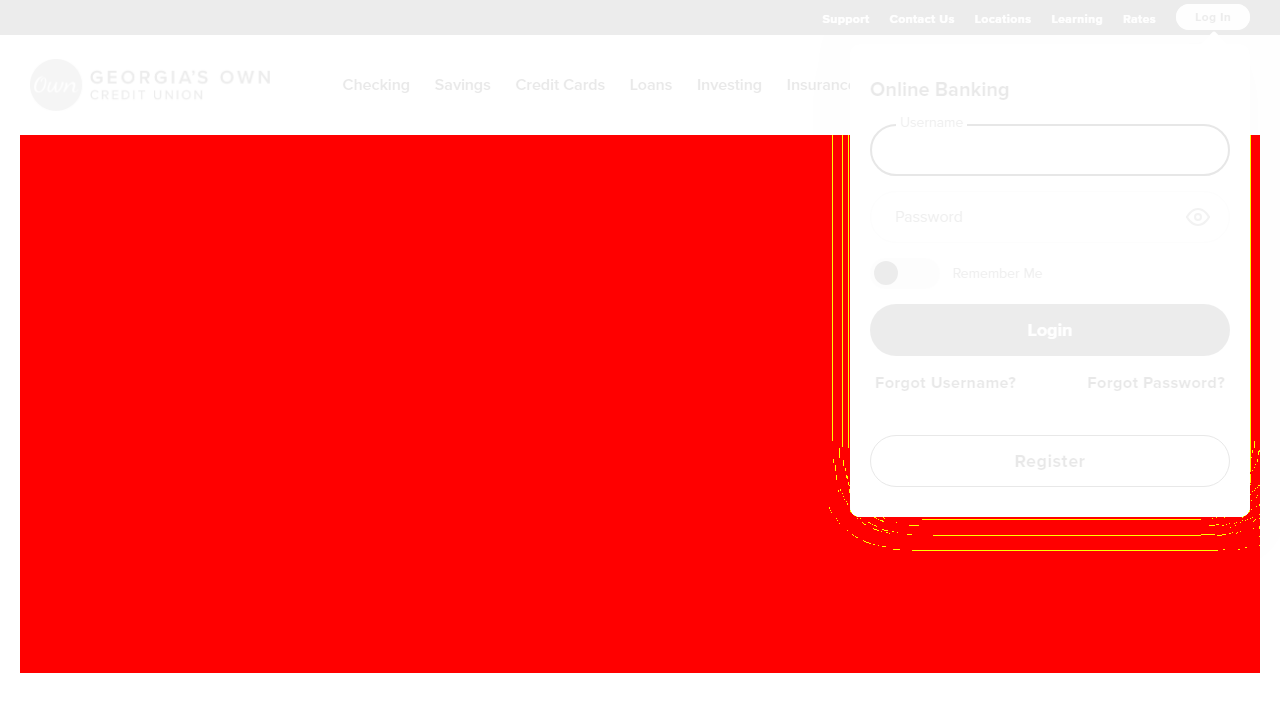 Support Contact Us Locations Learning Rates Log In
Own GEORGIA'S OWN
CREDIT UNION
Checking Savings Credit Cards Loans Investing
Online Banking
Username
Password
Remember Me
Login
Forgot Username? Forgot Password?
Register